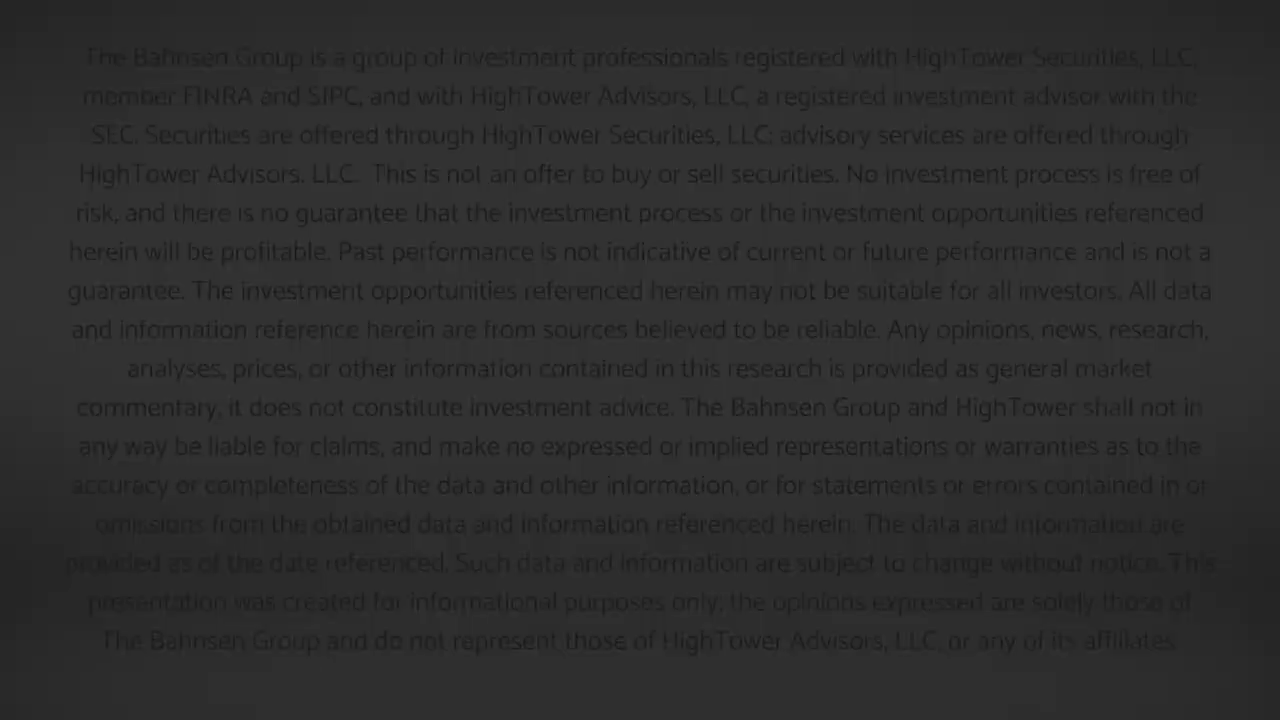 The Bahnsen Group is a group of investment professionals registered with HighTower Securities, LLC,
member FINRA and SIPC, and with HighTower Advisors, LLC, a registered investment advisor with the
SEC. Securities are offered through HighTower Securities, LLC; advisory services are offered through
HighTower Advisors. LLC. This is not an offer to buy or sell securities. No investment process is free of
risk, and there is no guarantee that the investment process or the investment opportunities referenced
herein will be profitable. Past performance is not indicative of current or future performance and is not a
guarantee. The investment opportunities referenced herein may not be suitable for all investors. All data
and information reference herein are from sources believed to be reliable. Any opinions, news, research,
analyses, prices, or other information contained in this research is provided as general market
commentary, it does not constitute investment advice. The Bahnsen Group and HighTower shall not in
any way be liable for claims, and make no expressed or implied representations or warranties as to the
accuracy or completeness of the data and other information, or for statements or errors contained in or
omissions from the obtained data and information referenced herein. The data and information are
provided as of the date referenced. Such data and information are subject to change without notice. This
presentation was created for informational purposes only; the opinions expressed are solely those of
The Bahnsen Group and do not represent those of HighTower Advisors, LLC, or any of its affiliates.